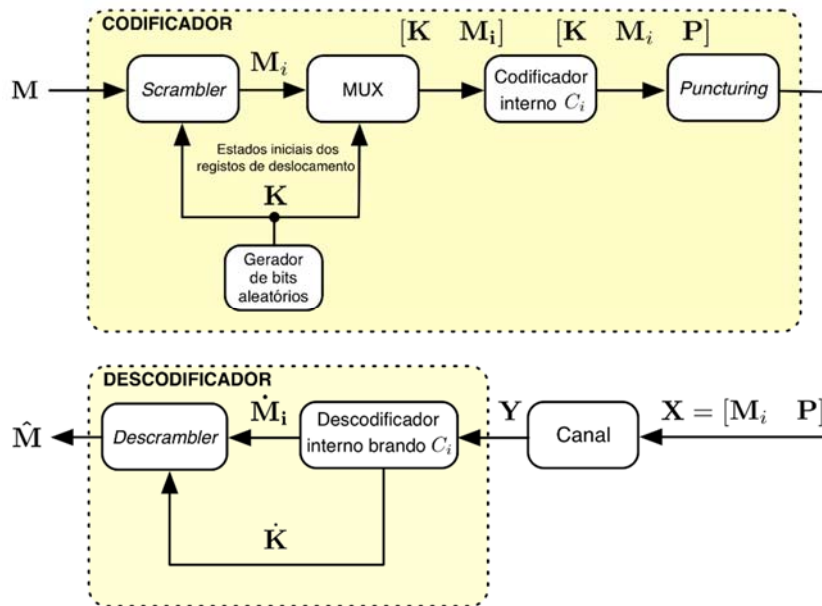 CODIFICADOR
[K M_i] [K M_i P]
M
Scrambler
M_i
MUX
Codificador
interno C_i
Puncturing
Estados iniciais dos
registos de deslocamento
K
Gerador
de bits
aleatórios
DESCODIFICADOR
M̂
Descrambler
Ṁ_i
Descodificador
interno brando C_i
Y
Canal
X = [M_i P]
K̇